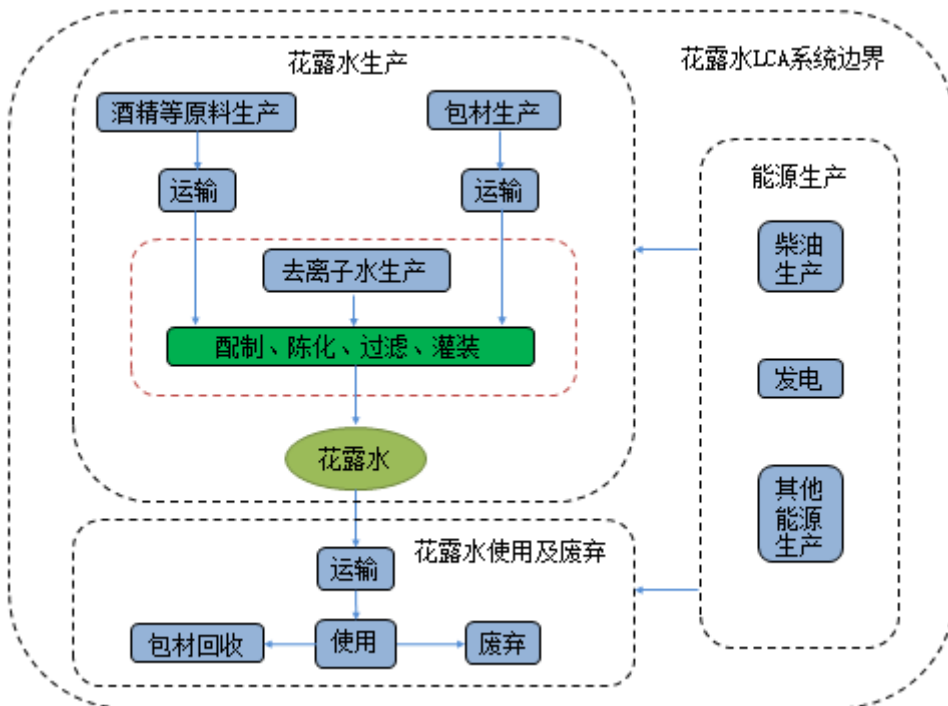 花露水生产
花露水LCA系统边界
酒精等原料生产
包材生产
运输
运输
去离子水生产
配制、陈化、过滤、灌装
花露水
能源生产
柴油
生产
发电
其他
能源
生产
花露水使用及废弃
运输
包材回收
使用
废弃